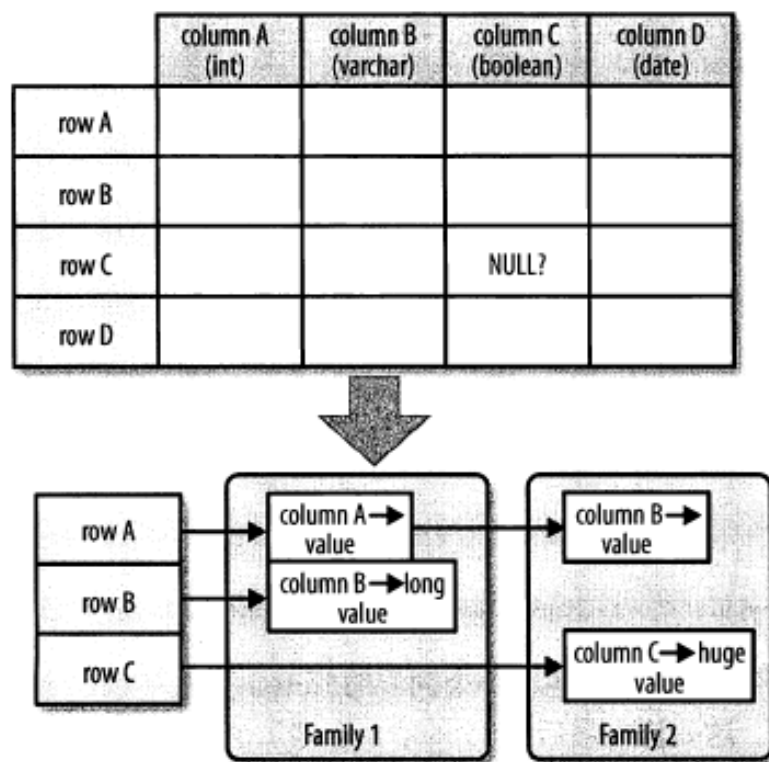 column A column B column C column D
(int) (varchar) (boolean) (date)
row A
row B
row C NULL?
row D
row A column A→ column B→
value value
row B column B→long
value
row C column C→huge
value
Family 1 Family 2